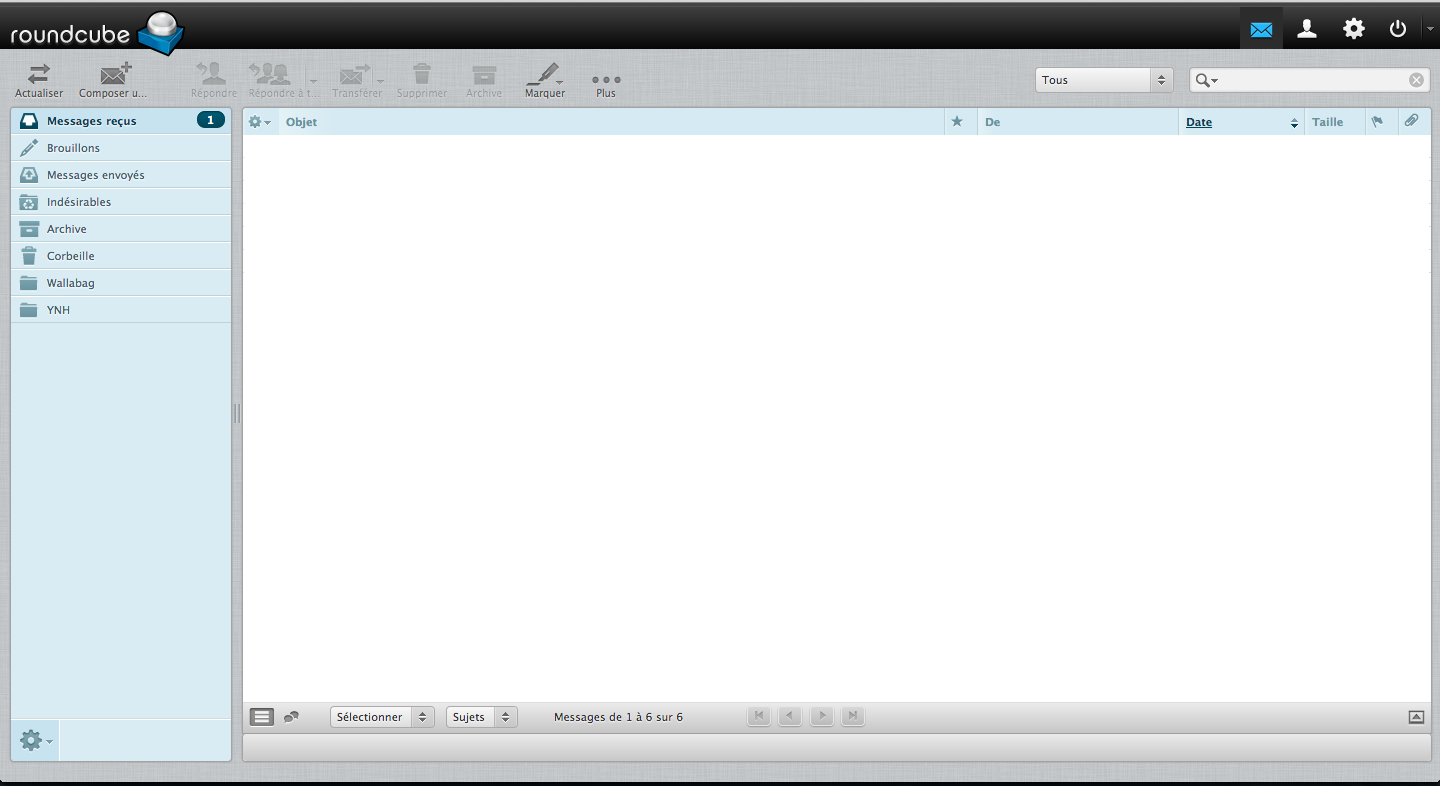 roundcube
Actualiser
Composer u...
Répondre
Répondre à t...
Transférer
Supprimer
Archive
Marquer
Plus
Tous
Messages reçus
1
Brouillons
Messages envoyés
Indésirables
Archive
Corbeille
Wallabag
YNH
Objet
De
Date
Taille
Sélectionner
Sujets
Messages de 1 à 6 sur 6